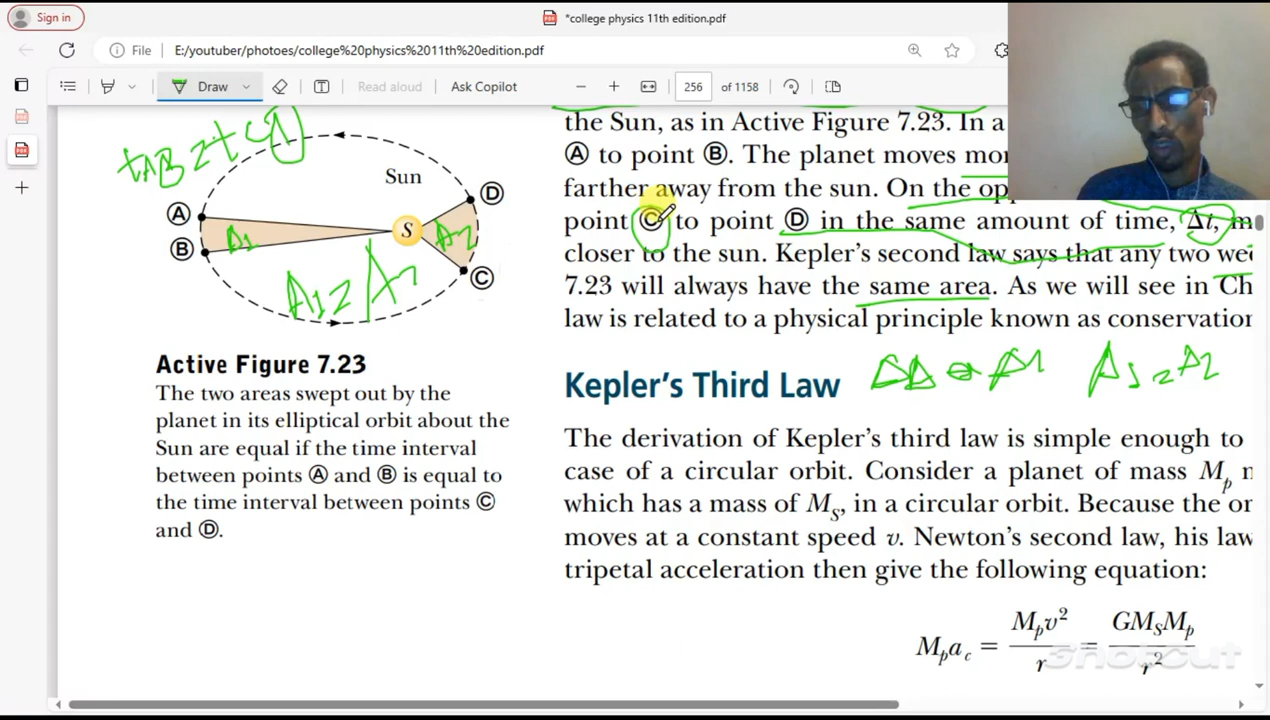 Sign in
*college physics 11th edition.pdf
File
E:/youtuber/photoes/college%20physics%2011th%20edition.pdf
Draw
Read aloud
Ask Copilot
256 of 1158
tAB = tCD
Sun
A
B
D
C
S
A1
A2
A1 = A2
Active Figure 7.23
The two areas swept out by the
planet in its elliptical orbit about the
Sun are equal if the time interval
between points Ⓐ and Ⓑ is equal to
the time interval between points Ⓒ
and Ⓓ.
the Sun, as in Active Figure 7.23. In a
Ⓐ to point Ⓑ. The planet moves mor
farther away from the sun. On the opp
point Ⓒ to point Ⓓ in the same amount of time, Δt, m
closer to the sun. Kepler's second law says that any two we
7.23 will always have the same area. As we will see in Ch
law is related to a physical principle known as conservation
A1 = A2
Kepler's Third Law
The derivation of Kepler's third law is simple enough to
case of a circular orbit. Consider a planet of mass Mp m
which has a mass of MS, in a circular orbit. Because the or
moves at a constant speed v. Newton's second law, his law
tripetal acceleration then give the following equation:
Mpac = Mpv²/r = GMSMp/r²
shotcut